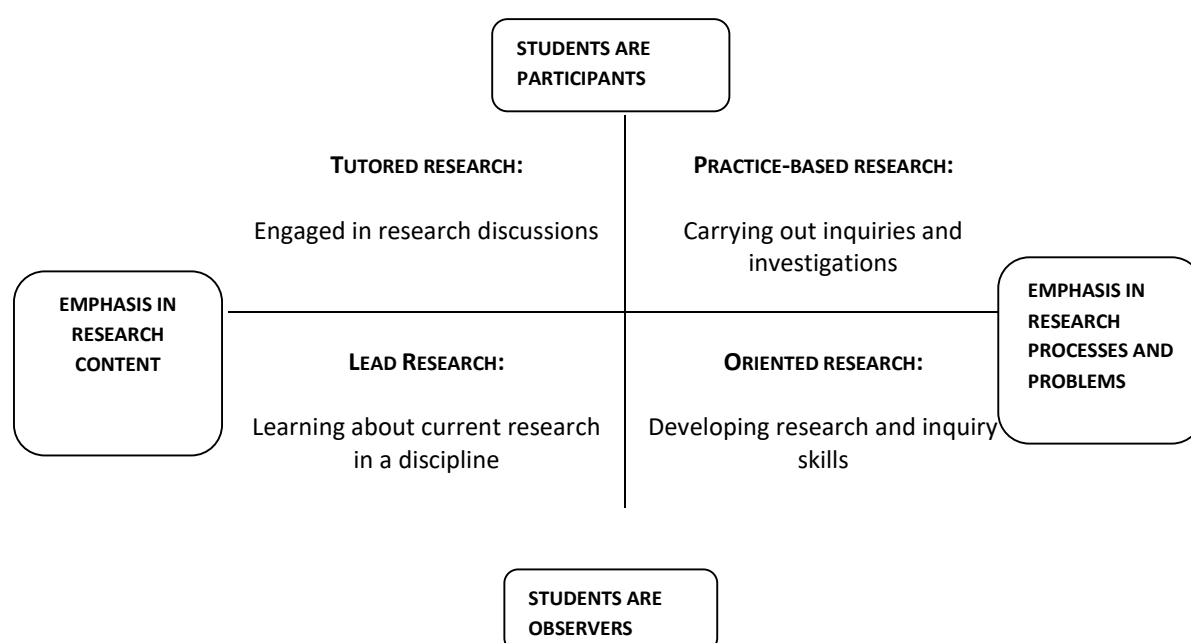 STUDENTS ARE
PARTICIPANTS
TUTORED RESEARCH:
Engaged in research discussions
PRACTICE-BASED RESEARCH:
Carrying out inquiries and
investigations
EMPHASIS IN
RESEARCH
CONTENT
EMPHASIS IN
RESEARCH
PROCESSES AND
PROBLEMS
LEAD RESEARCH:
Learning about current research
in a discipline
ORIENTED RESEARCH:
Developing research and inquiry
skills
STUDENTS ARE
OBSERVERS